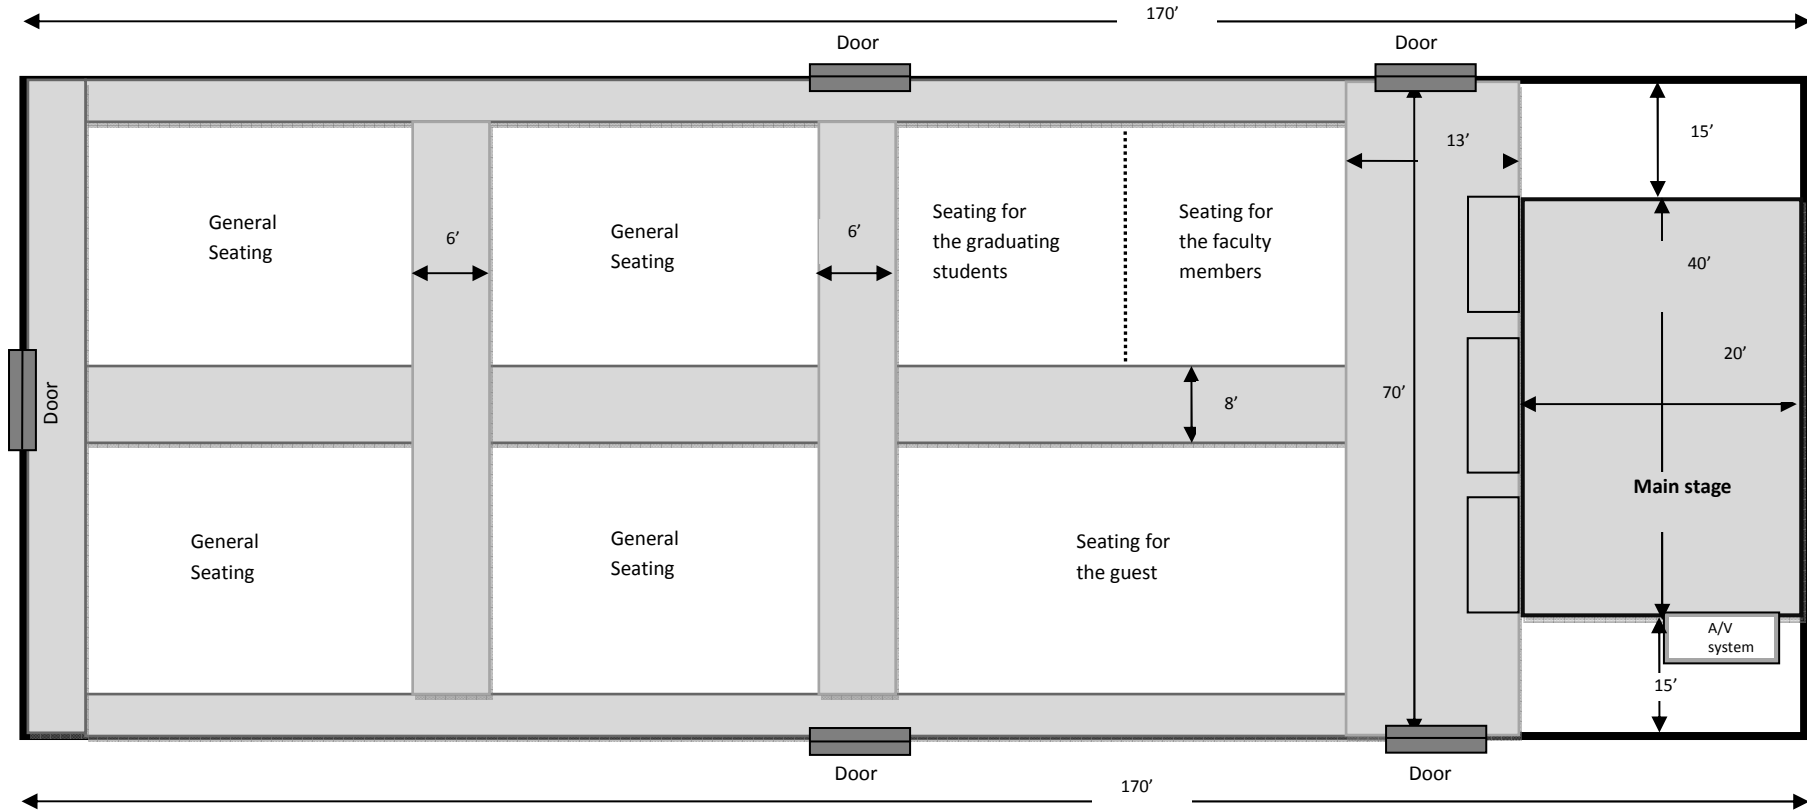 170’
Door
Door
15’
13’
General
Seating
6’
General
Seating
6’
Seating for
the graduating
students
Seating for
the faculty
members
40’
20’
Door
8’
70’
Main stage
General
Seating
General
Seating
Seating for
the guest
A/V
system
15’
Door
Door
170’